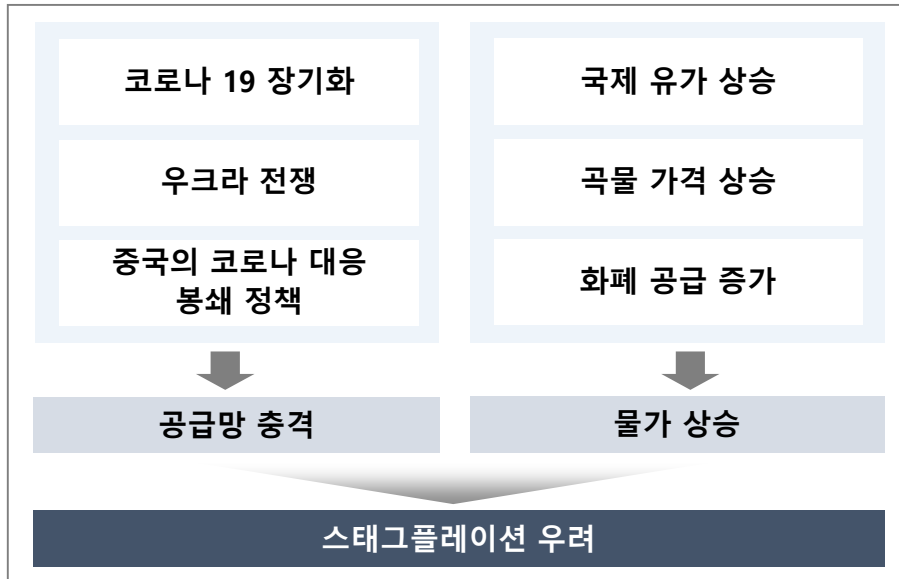 코로나 19 장기화
우크라 전쟁
중국의 코로나 대응
봉쇄 정책
공급망 충격
국제 유가 상승
곡물 가격 상승
화폐 공급 증가
물가 상승
스태그플레이션 우려